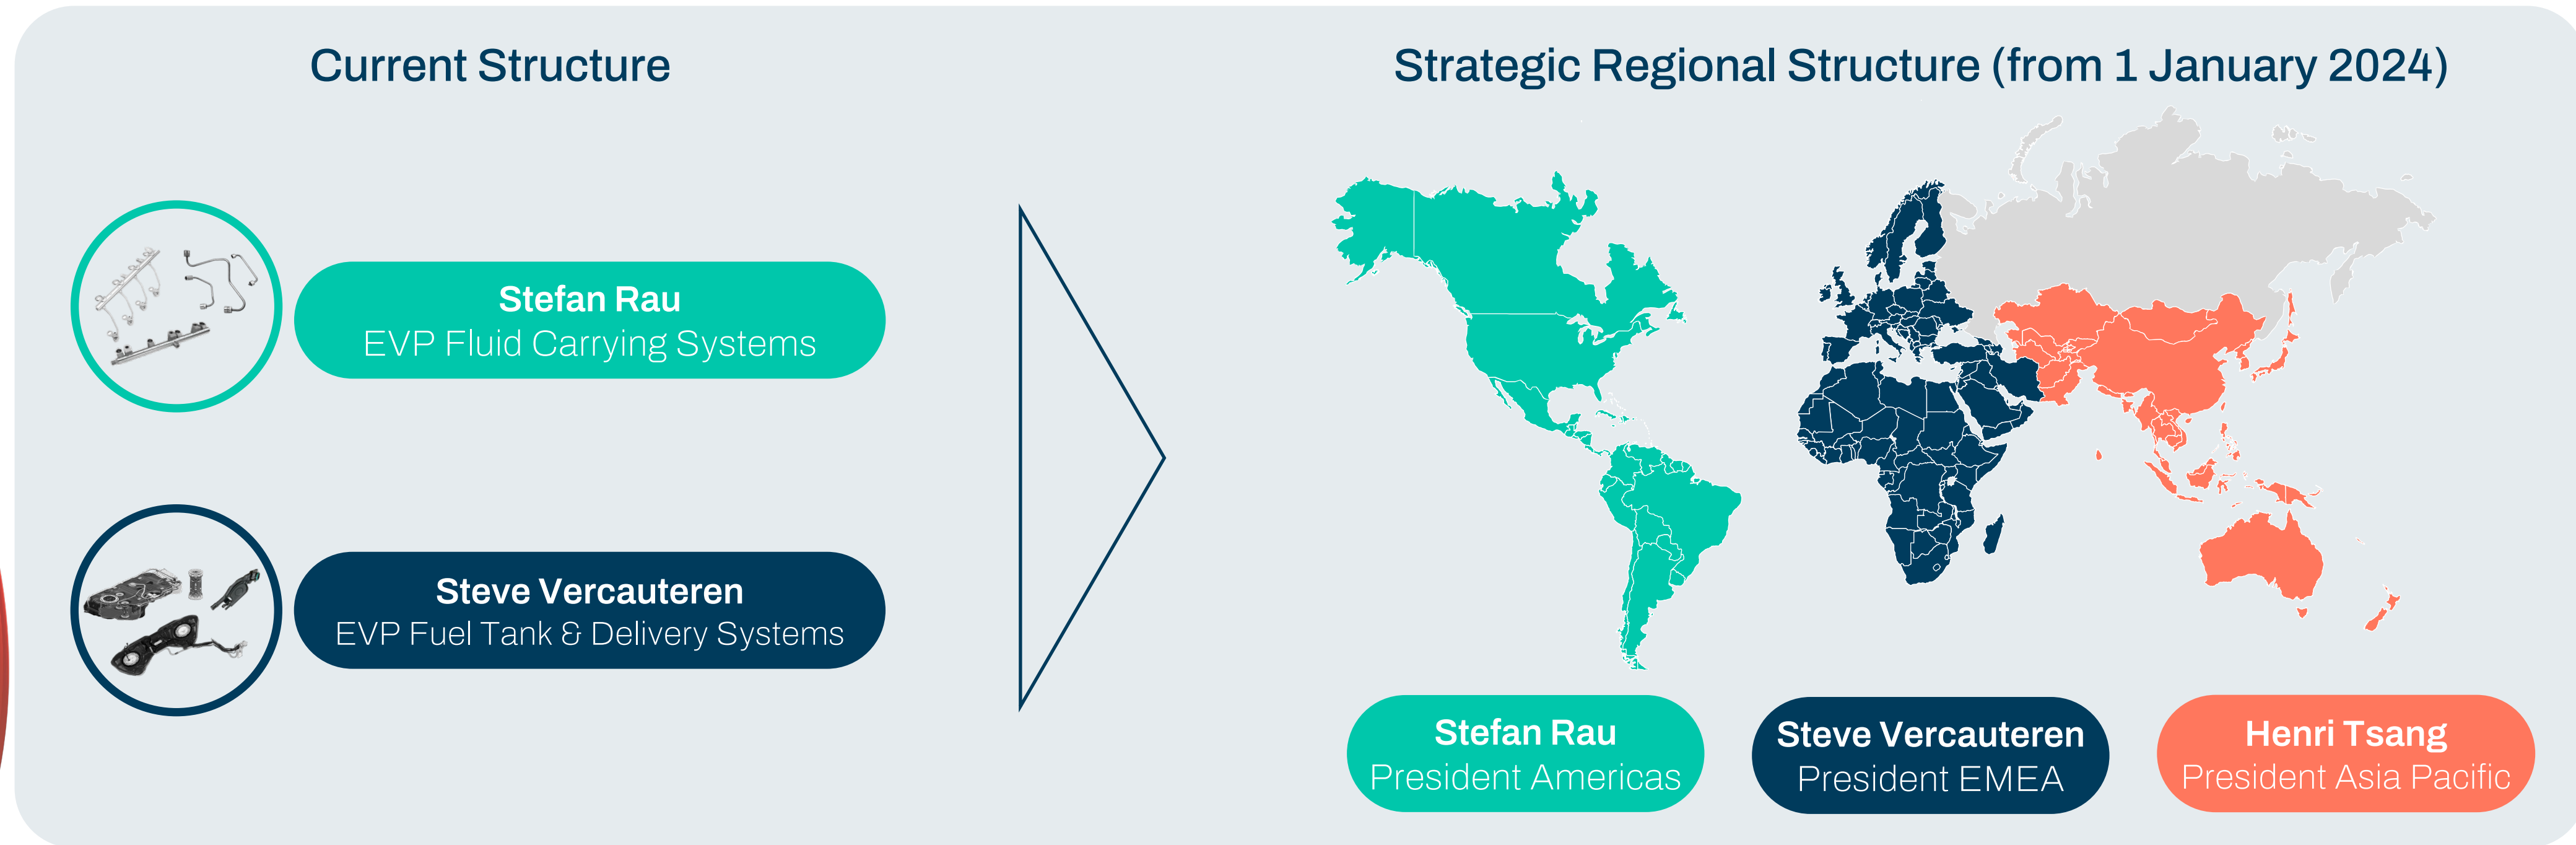 Current Structure
Stefan Rau
EVP Fluid Carrying Systems
Steve Vercauteren
EVP Fuel Tank & Delivery Systems
Strategic Regional Structure (from 1 January 2024)
Stefan Rau
President Americas
Steve Vercauteren
President EMEA
Henri Tsang
President Asia Pacific